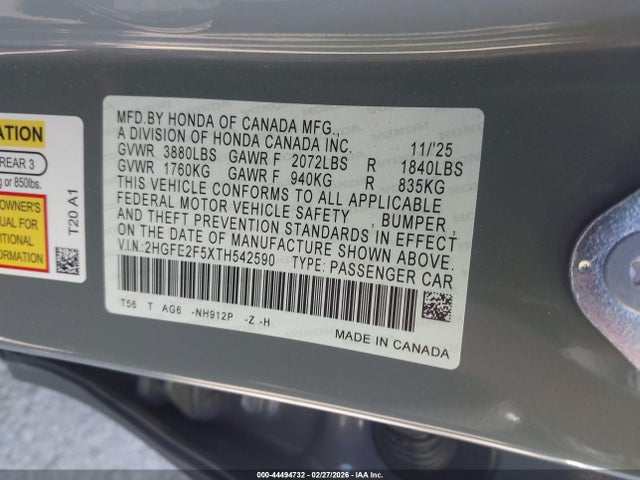 ATION
REAR 3
g or 850lbs.
OWNER'S
NUAL FOR
DITIONAL
ORMATION
T20 A1
MFD.BY HONDA OF CANADA MFG.,
A DIVISION OF HONDA CANADA INC. 11/'25
GVWR 3880LBS GAWR F 2072LBS R 1840LBS
GVWR 1760KG GAWR F 940KG R 835KG
THIS VEHICLE CONFORMS TO ALL APPLICABLE
FEDERAL MOTOR VEHICLE SAFETY , BUMPER,
AND THEFT PREVENTION STANDARDS IN EFFECT
ON THE DATE OF MANUFACTURE SHOWN ABOVE.
V.I.N.:2HGFE2F5XTH542590 TYPE: PASSENGER CAR
T56 T AG6 -NH912P -Z -H
MADE IN CANADA
000-44494732 - 02/27/2026 - IAA Inc.